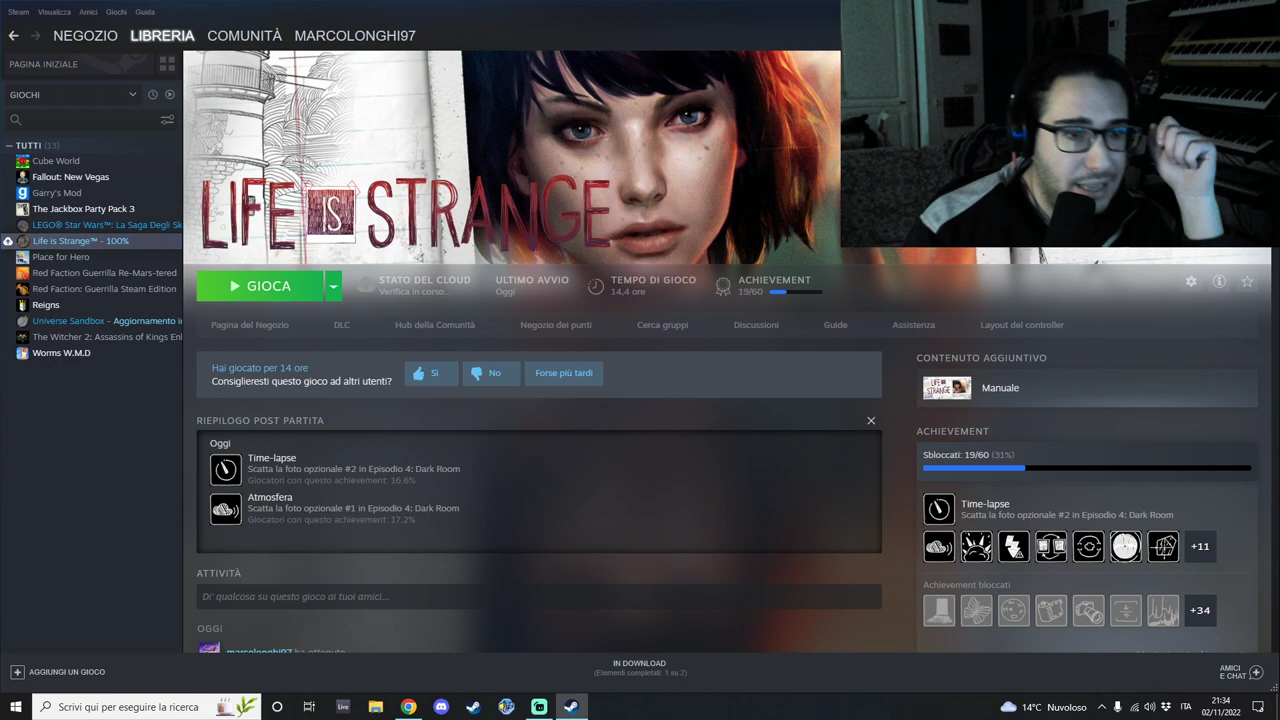 Steam Visualizza Amici Giochi Guida
NEGOZIO LIBRERIA COMUNITÀ MARCOLONGHI97
PAGINA INIZIALE
GIOCHI
TUTTI (13)
Cube World
Fallout: New Vegas
Garry's Mod
The Jackbox Party Pack 3
LEGO® Star Wars™: La Saga Degli Sk
Life is Strange™ - 100%
Place for Hero
Red Faction Guerrilla Re-Mars-tered
Red Faction Guerrilla Steam Edition
Reigns
Universe Sandbox - Aggiornamento in
The Witcher 2: Assassins of Kings Enh
Worms W.M.D
LIFE IS STRANGE
GIOCA
STATO DEL CLOUD
Verifica in corso...
ULTIMO AVVIO
Oggi
TEMPO DI GIOCO
14,4 ore
ACHIEVEMENT
19/60
Pagina del Negozio DLC Hub della Comunità Negozio dei punti Cerca gruppi Discussioni Guide Assistenza Layout del controller
Hai giocato per 14 ore
Consiglieresti questo gioco ad altri utenti?
Sì No Forse più tardi
RIEPILOGO POST PARTITA
Oggi
Time-lapse
Scatta la foto opzionale #2 in Episodio 4: Dark Room
Giocatori con questo achievement: 16.6%
Atmosfera
Scatta la foto opzionale #1 in Episodio 4: Dark Room
Giocatori con questo achievement: 17.2%
ATTIVITÀ
Di' qualcosa su questo gioco ai tuoi amici...
OGGI
marcolonghi97 ha ottenuto
CONTENUTO AGGIUNTIVO
Manuale
ACHIEVEMENT
Sbloccati: 19/60 (31%)
Time-lapse
Scatta la foto opzionale #2 in Episodio 4: Dark Room
+11
Achievement bloccati
+34
AGGIUNGI UN GIOCO
IN DOWNLOAD
(Elementi completati: 1 su 2)
AMICI
E CHAT
Scrivi qui per eseguire la ricerca
Live
14°C Nuvoloso
ITA
21:34
02/11/2022